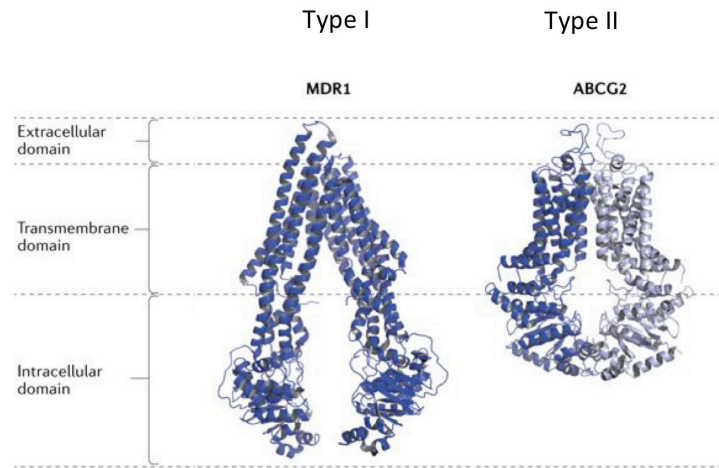 Type I
Type II
MDR1
ABCG2
Extracellular
domain
Transmembrane
domain
Intracellular
domain